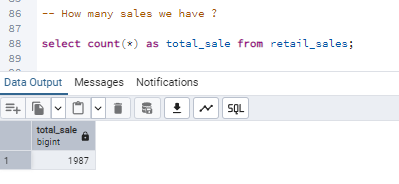 86 -- How many sales we have ?
87
88 select count(*) as total_sale from retail_sales;
89
Data Output Messages Notifications
SQL
total_sale
bigint
1 1987